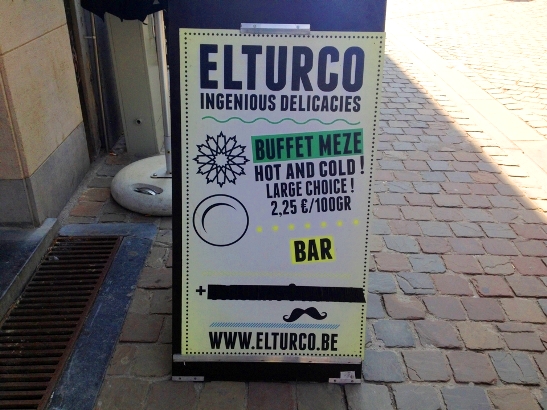 ELTURCO
INGENIOUS DELICACIES
BUFFET MEZE
HOT AND COLD !
LARGE CHOICE !
2,25 €/100GR
BAR
+
WWW.ELTURCO.BE